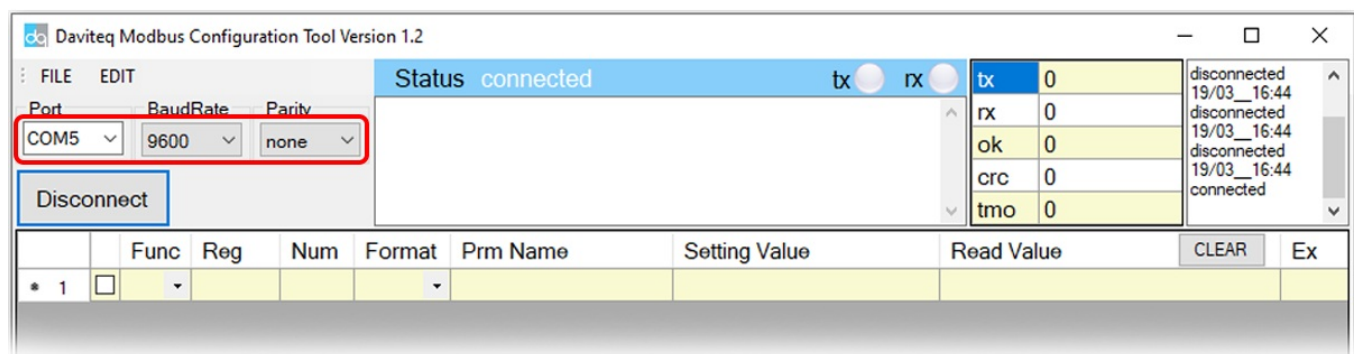 dq Daviteq Modbus Configuration Tool Version 1.2
FILE EDIT
Port BaudRate Parity
COM5 9600 none
Disconnect
Status connected tx rx
tx 0
rx 0
ok 0
crc 0
tmo 0
disconnected
19/03__16:44
disconnected
19/03__16:44
disconnected
19/03__16:44
connected
Func Reg Num Format Prm Name Setting Value Read Value CLEAR Ex
* 1